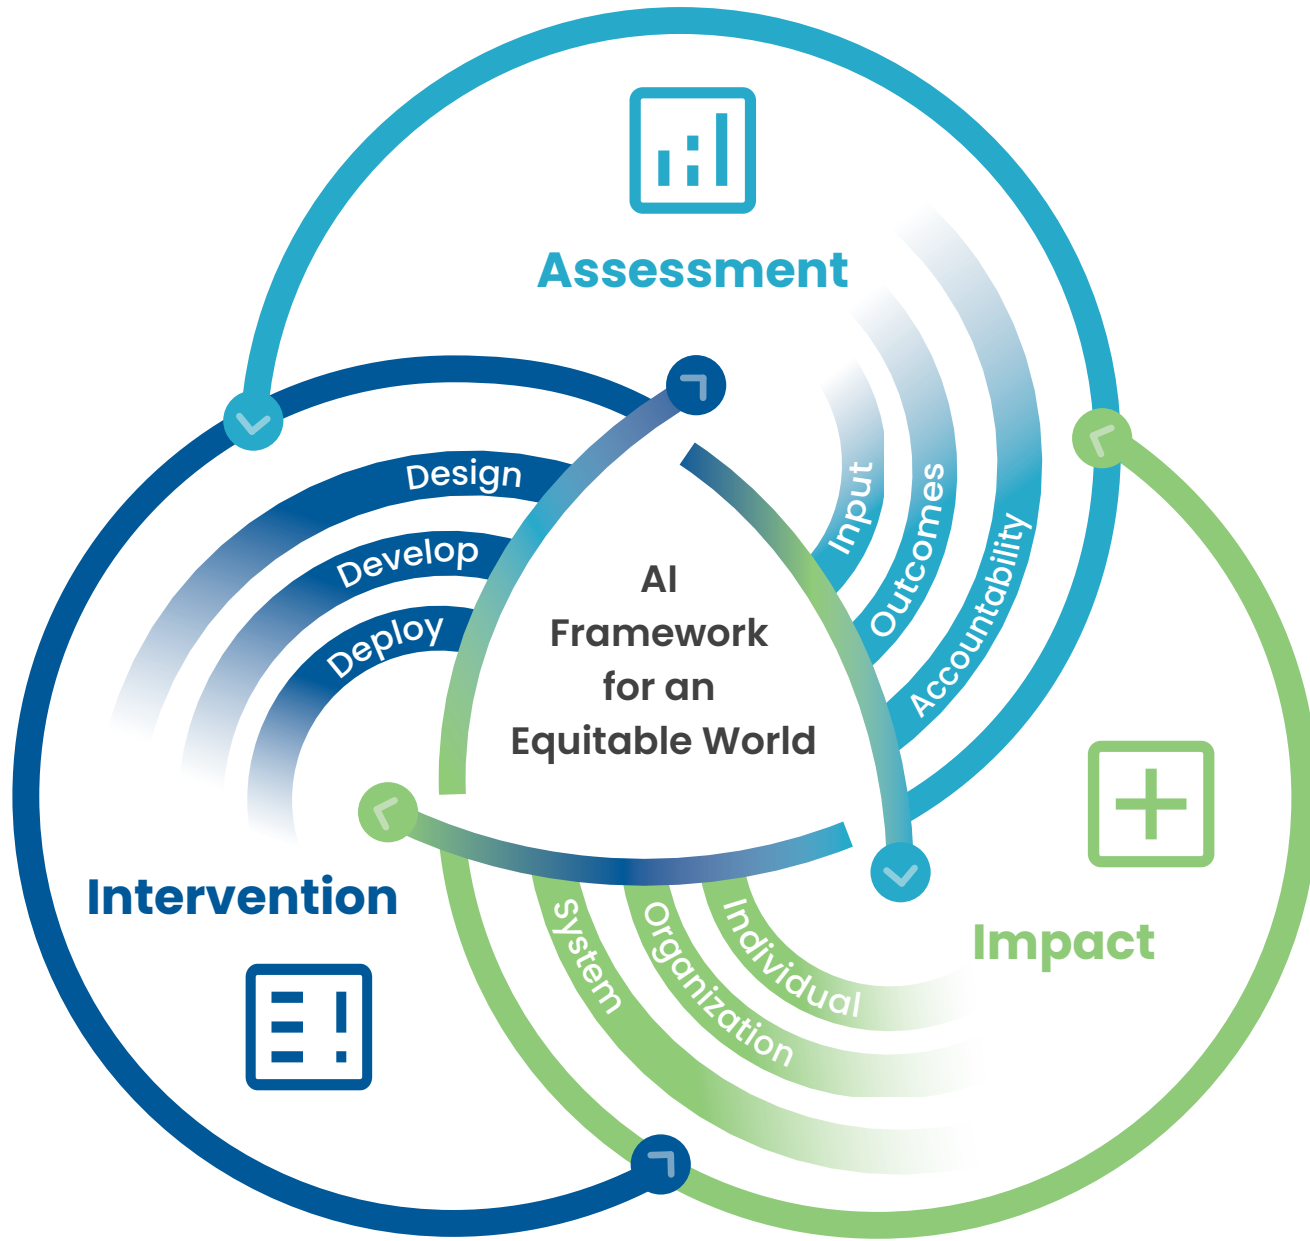 Assessment
Input
Outcomes
Accountability
Design
Develop
Deploy
AI
Framework
for an
Equitable World
Intervention
Impact
System
Organization
Individual